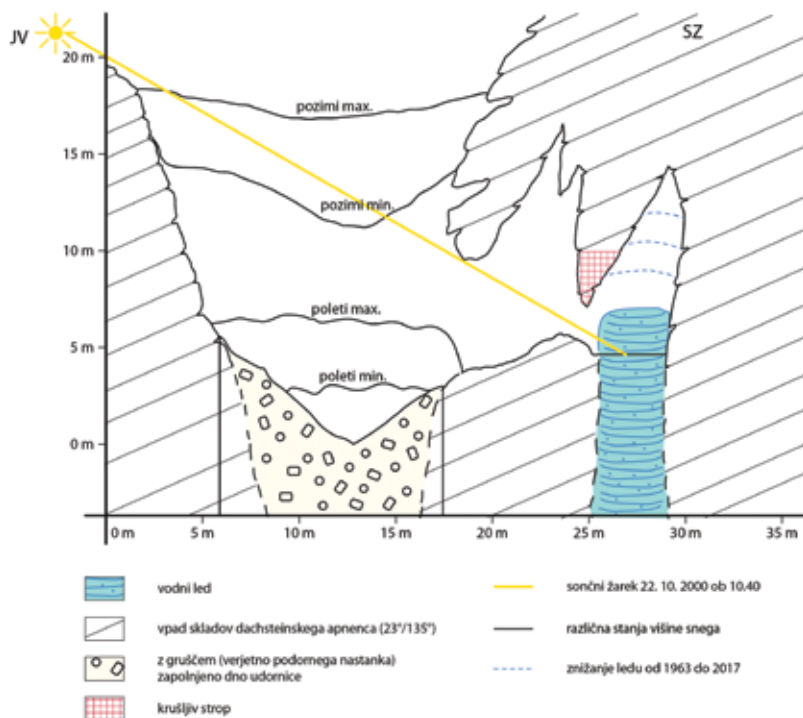 JV
SZ
20 m
pozimi max.
15 m
pozimi min.
10 m
poleti max.
5 m
poleti min.
0 m
0 m 5 m 10 m 15 m 20 m 25 m 30 m 35 m
vodni led
sončni žarek 22. 10. 2000 ob 10.40
vpad skladov dachsteinskega apnenca (23°/135°)
različna stanja višine snega
z gruščem (verjetno podornega nastanka)
zapolnjeno dno udornice
znižanje ledu od 1963 do 2017
krušljiv strop